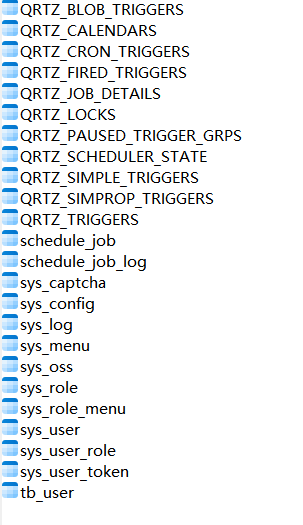 QRTZ_BLOB_TRIGGERS
QRTZ_CALENDARS
QRTZ_CRON_TRIGGERS
QRTZ_FIRED_TRIGGERS
QRTZ_JOB_DETAILS
QRTZ_LOCKS
QRTZ_PAUSED_TRIGGER_GRPS
QRTZ_SCHEDULER_STATE
QRTZ_SIMPLE_TRIGGERS
QRTZ_SIMPROP_TRIGGERS
QRTZ_TRIGGERS
schedule_job
schedule_job_log
sys_captcha
sys_config
sys_log
sys_menu
sys_oss
sys_role
sys_role_menu
sys_user
sys_user_role
sys_user_token
tb_user